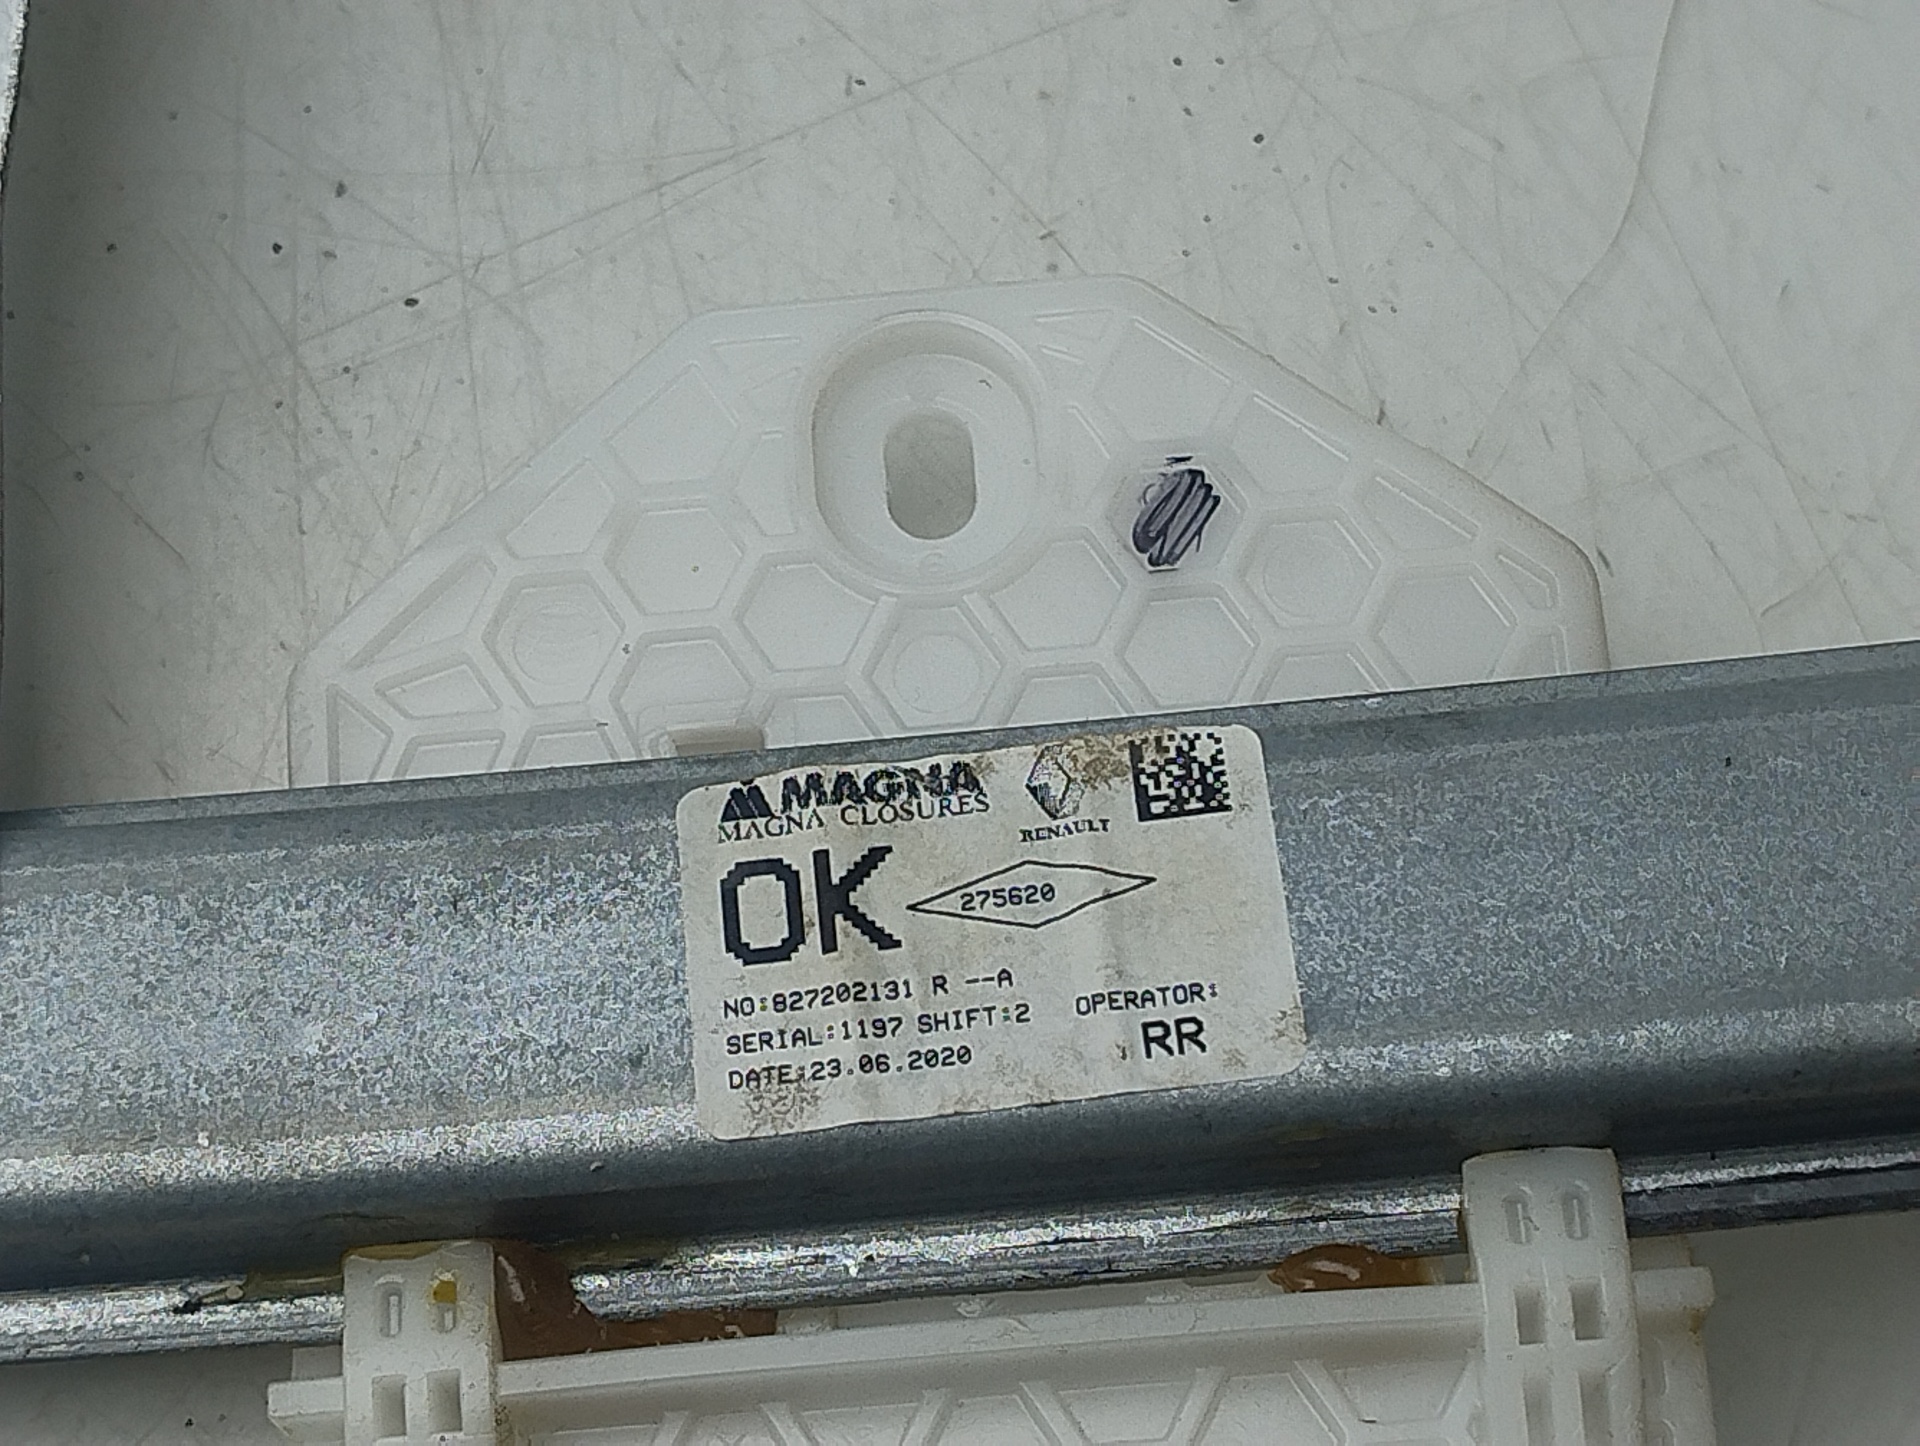 MAGNA
MAGNA CLOSURES
RENAULT
OK
275620
NO:827202131 R --A
SERIAL:1197 SHIFT:2
OPERATOR:
DATE:23.06.2020
RR